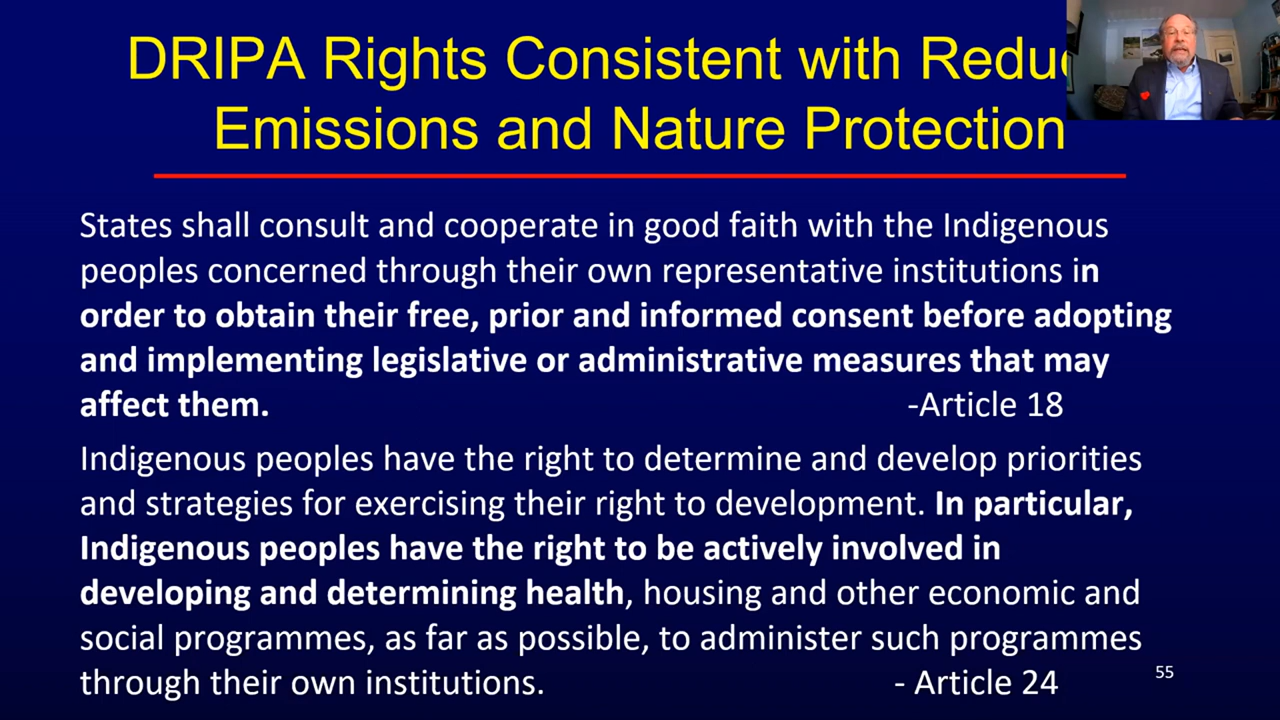 DRIPA Rights Consistent with
Emissions and Nature Protection
States shall consult and cooperate in good faith with the Indigenous
peoples concerned through their own representative institutions in
order to obtain their free, prior and informed consent before adopting
and implementing legislative or administrative measures that may
affect them. -Article 18
Indigenous peoples have the right to determine and develop priorities
and strategies for exercising their right to development. In particular,
Indigenous peoples have the right to be actively involved in
developing and determining health, housing and other economic and
social programmes, as far as possible, to administer such programmes
through their own institutions. - Article 24
55